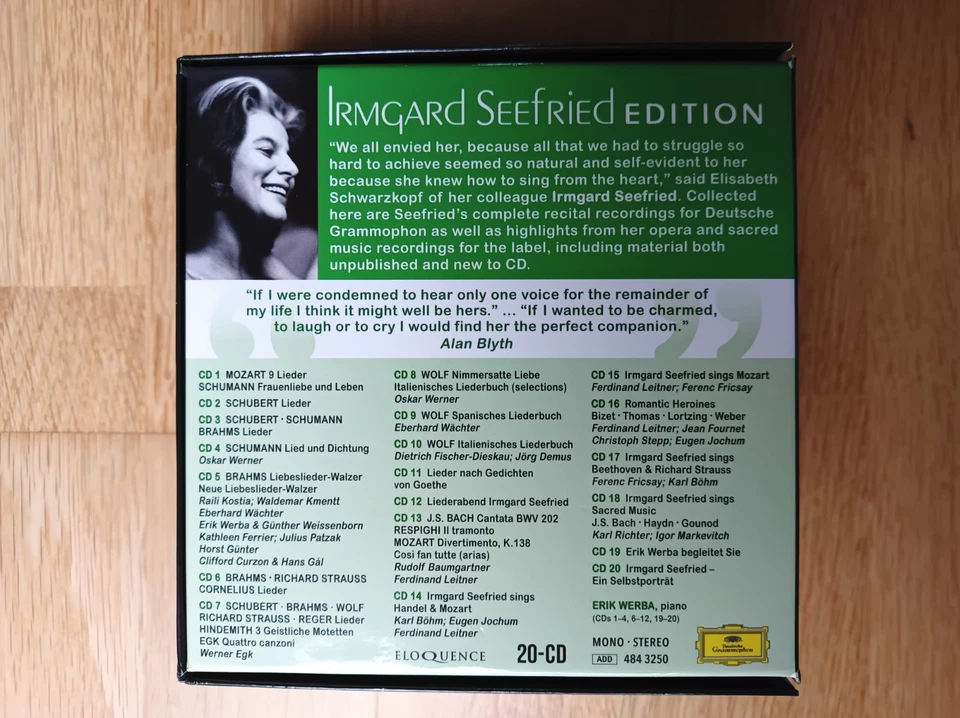 IRMGARD SEEFRIED EDITION
“We all envied her, because all that we had to struggle so
hard to achieve seemed so natural and self-evident to her
because she knew how to sing from the heart,” said Elisabeth
Schwarzkopf of her colleague Irmgard Seefried. Collected
here are Seefried’s complete recital recordings for Deutsche
Grammophon as well as highlights from her opera and sacred
music recordings for the label, including material both
unpublished and new to CD.
“If I were condemned to hear only one voice for the remainder of
my life I think it might well be hers.” ... “If I wanted to be charmed,
to laugh or to cry I would find her the perfect companion.”
Alan Blyth
CD 1 MOZART 9 Lieder
SCHUMANN Frauenliebe und Leben
CD 2 SCHUBERT Lieder
CD 3 SCHUBERT · SCHUMANN
BRAHMS Lieder
CD 4 SCHUMANN Lied und Dichtung
Oskar Werner
CD 5 BRAHMS Liebeslieder-Walzer
Neue Liebeslieder-Walzer
Raili Kostia; Waldemar Kmentt
Eberhard Wächter
Erik Werba & Günther Weissenborn
Kathleen Ferrier; Julius Patzak
Horst Günter
Clifford Curzon & Hans Gál
CD 6 BRAHMS · RICHARD STRAUSS
CORNELIUS Lieder
CD 7 SCHUBERT · BRAHMS · WOLF
RICHARD STRAUSS · REGER Lieder
HINDEMITH 3 Geistliche Motetten
EGK Quattro canzoni
Werner Egk
CD 8 WOLF Nimmersatte Liebe
Italienisches Liederbuch (selections)
Oskar Werner
CD 9 WOLF Spanisches Liederbuch
Eberhard Wächter
CD 10 WOLF Italienisches Liederbuch
Dietrich Fischer-Dieskau; Jörg Demus
CD 11 Lieder nach Gedichten
von Goethe
CD 12 Liederabend Irmgard Seefried
CD 13 J.S. BACH Cantata BWV 202
RESPIGHI Il tramonto
MOZART Divertimento, K.138
Così fan tutte (arias)
Rudolf Baumgartner
Ferdinand Leitner
CD 14 Irmgard Seefried sings
Handel & Mozart
Karl Böhm; Eugen Jochum
Ferdinand Leitner
ELOQUENCE 20-CD
CD 15 Irmgard Seefried sings Mozart
Ferdinand Leitner; Ferenc Fricsay
CD 16 Romantic Heroines
Bizet · Thomas · Lortzing · Weber
Ferdinand Leitner; Jean Fournet
Christoph Stepp; Eugen Jochum
CD 17 Irmgard Seefried sings
Beethoven & Richard Strauss
Ferenc Fricsay; Karl Böhm
CD 18 Irmgard Seefried sings
Sacred Music
J.S. Bach · Haydn · Gounod
Karl Richter; Igor Markevitch
CD 19 Erik Werba begleitet Sie
CD 20 Irmgard Seefried –
Ein Selbstporträt
ERIK WERBA, piano
(CDs 1–4, 6–12, 19–20)
MONO · STEREO
ADD 484 3250
Deutsche
Grammophon